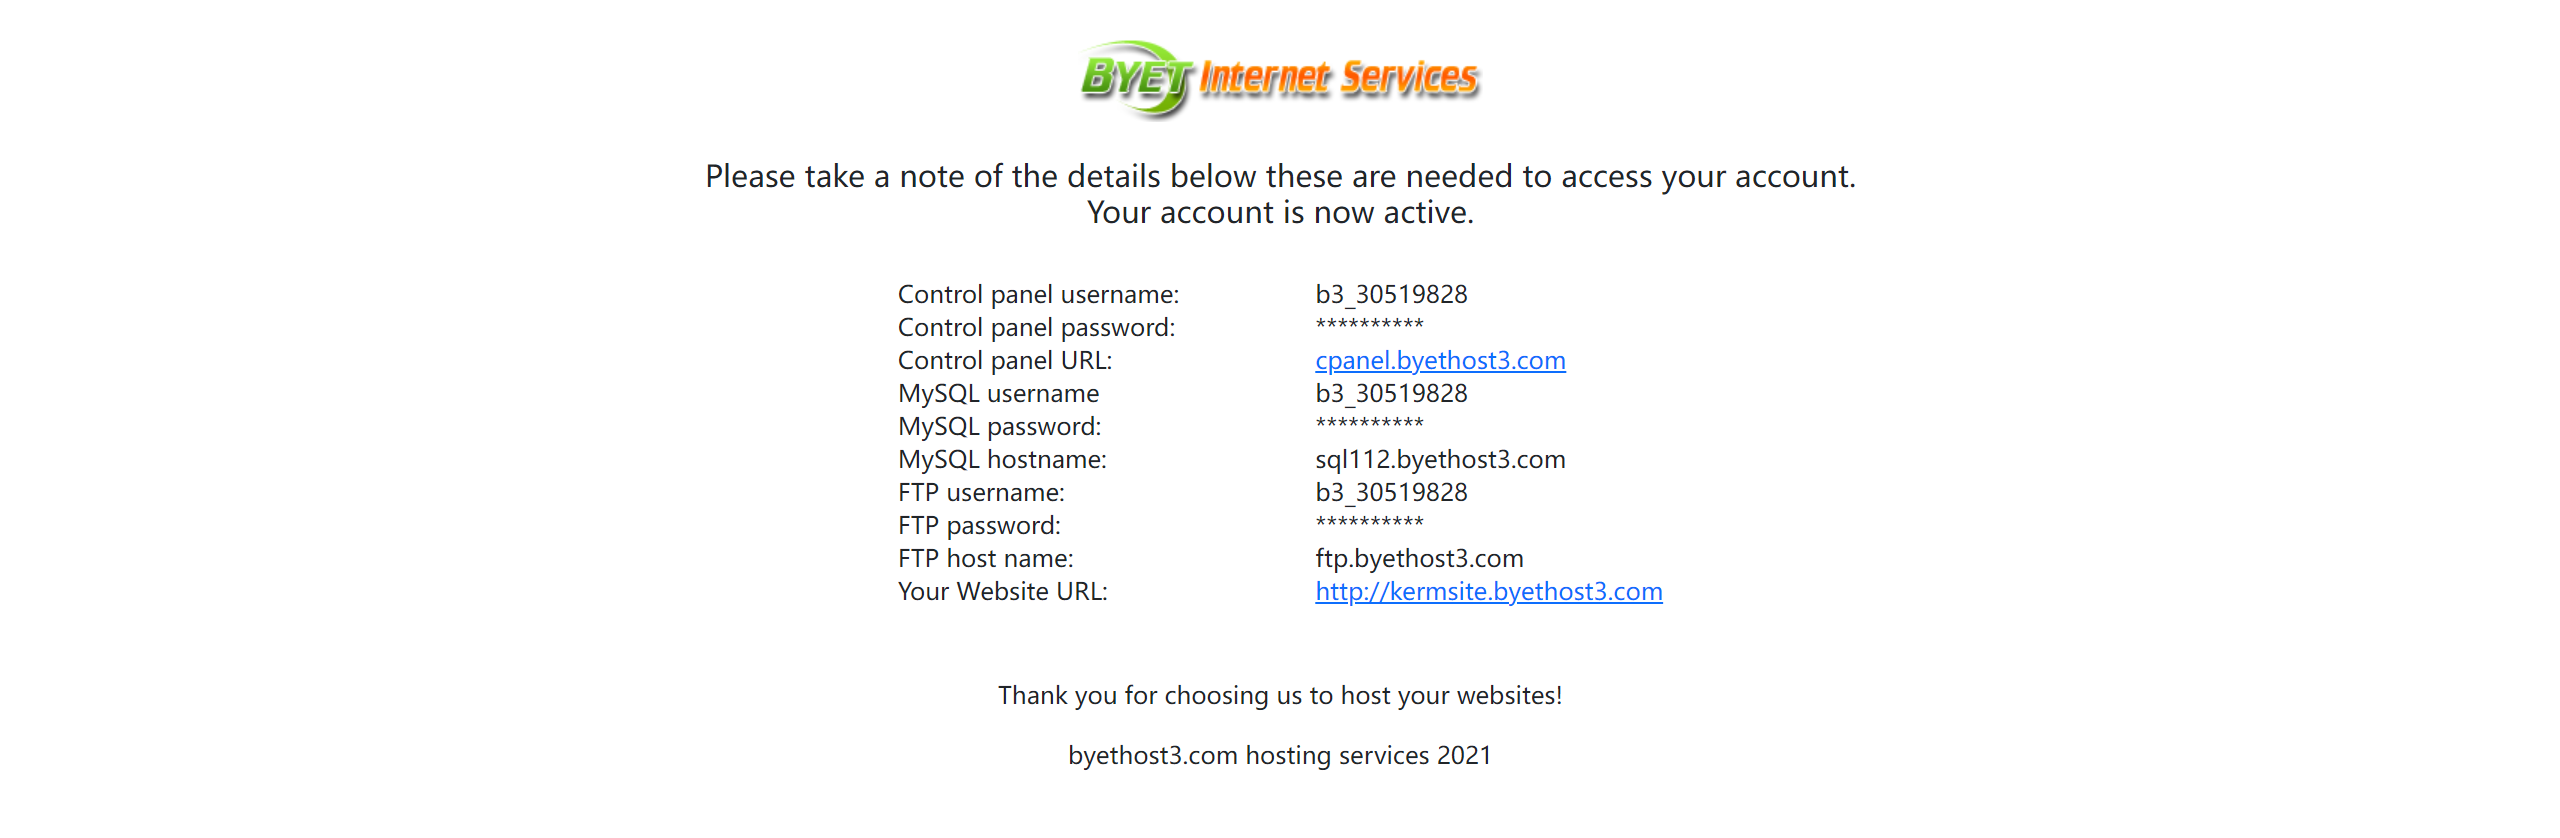 BYET Internet Services
Please take a note of the details below these are needed to access your account.
Your account is now active.
Control panel username: b3_30519828
Control panel password: **********
Control panel URL: cpanel.byethost3.com
MySQL username b3_30519828
MySQL password: **********
MySQL hostname: sql112.byethost3.com
FTP username: b3_30519828
FTP password: **********
FTP host name: ftp.byethost3.com
Your Website URL: http://kermsite.byethost3.com
Thank you for choosing us to host your websites!
byethost3.com hosting services 2021